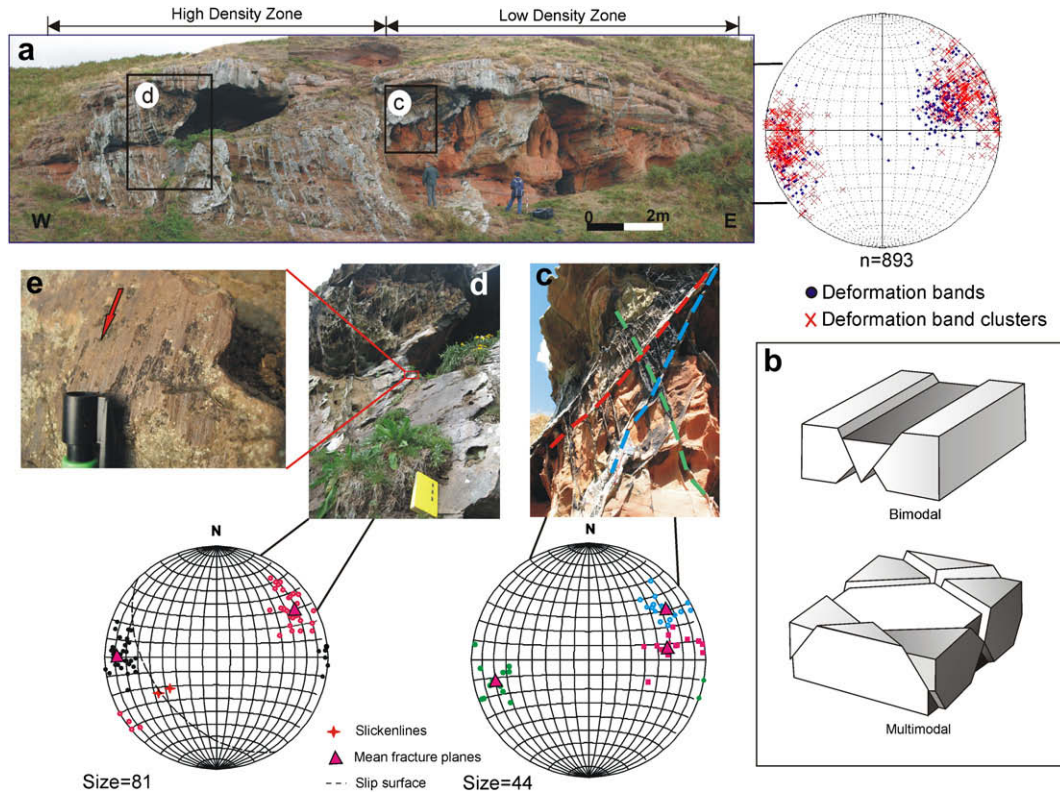 High Density Zone
Low Density Zone
a
d
c
W
0 2m
E
n=893
Deformation bands
Deformation band clusters
e
d
c
b
Bimodal
Multimodal
N
N
Slickenlines
Mean fracture planes
Slip surface
Size=81
Size=44